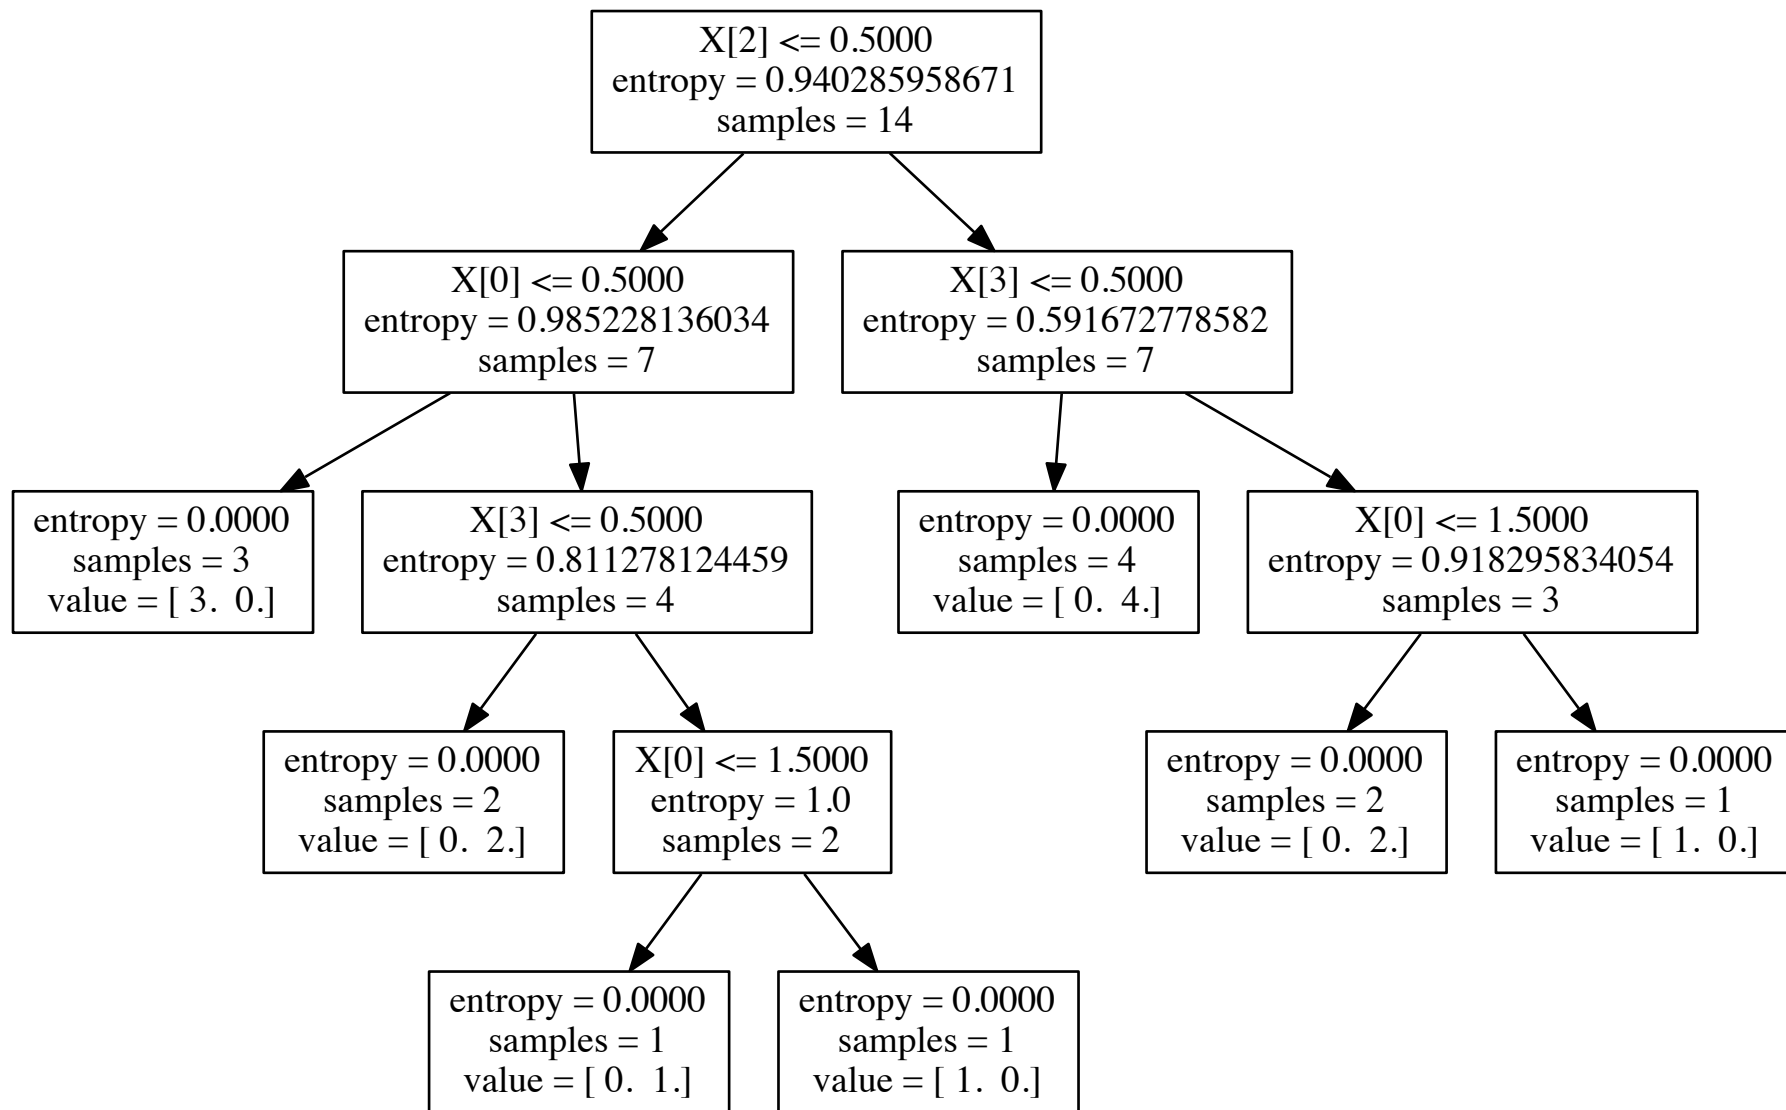 X[2] <= 0.5000
entropy = 0.940285958671
samples = 14
X[0] <= 0.5000
entropy = 0.985228136034
samples = 7
X[3] <= 0.5000
entropy = 0.591672778582
samples = 7
entropy = 0.0000
samples = 3
value = [ 3.  0.]
X[3] <= 0.5000
entropy = 0.811278124459
samples = 4
entropy = 0.0000
samples = 4
value = [ 0.  4.]
X[0] <= 1.5000
entropy = 0.918295834054
samples = 3
entropy = 0.0000
samples = 2
value = [ 0.  2.]
X[0] <= 1.5000
entropy = 1.0
samples = 2
entropy = 0.0000
samples = 2
value = [ 0.  2.]
entropy = 0.0000
samples = 1
value = [ 1.  0.]
entropy = 0.0000
samples = 1
value = [ 0.  1.]
entropy = 0.0000
samples = 1
value = [ 1.  0.]